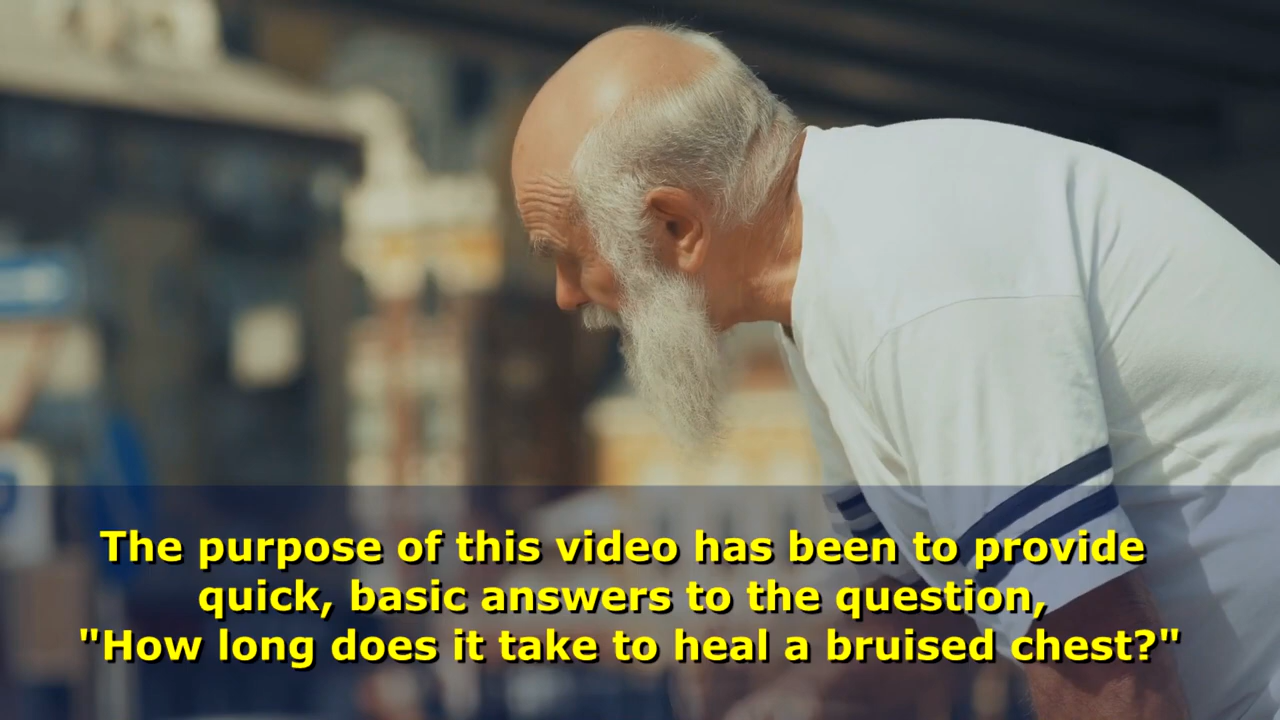 The purpose of this video has been to provide
quick, basic answers to the question,
"How long does it take to heal a bruised chest?"